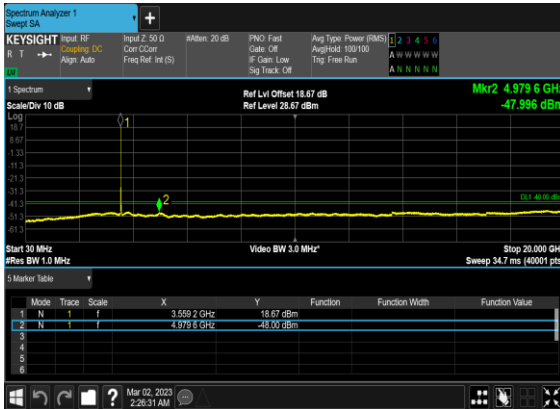 Spectrum Analyzer 1
Swept SA
+
KEYSIGHT Input: RF Input Z: 50 Ω #Atten: 20 dB PNO: Fast Avg Type: Power (RMS) 1 2 3 4 5 6
R T Coupling: DC Corr CCorr Gate: Off Avg|Hold: 100/100 A W W W W W
Align: Auto Freq Ref: Int (S) IF Gain: Low Trig: Free Run
Sig Track: Off A N N N N N
1 Spectrum
Ref Lvl Offset 18.67 dB Mkr2 4.979 6 GHz
Scale/Div 10 dB Ref Level 28.67 dBm -47.996 dBm
Log
18.7
8.67
-1.33
-11.3
-21.3
-31.3
-41.3
-51.3
-61.3
1
2
DL1 -40.00 dBm
Start 30 MHz Video BW 3.0 MHz* Stop 20.000 GHz
#Res BW 1.0 MHz Sweep 34.7 ms (40001 pts)
5 Marker Table
Mode Trace Scale X Y Function Function Width Function Value
1 N 1 f 3.559 2 GHz 18.67 dBm
2 N 1 f 4.979 6 GHz -48.00 dBm
3
4
5
6
? Mar 02, 2023
2:26:31 AM